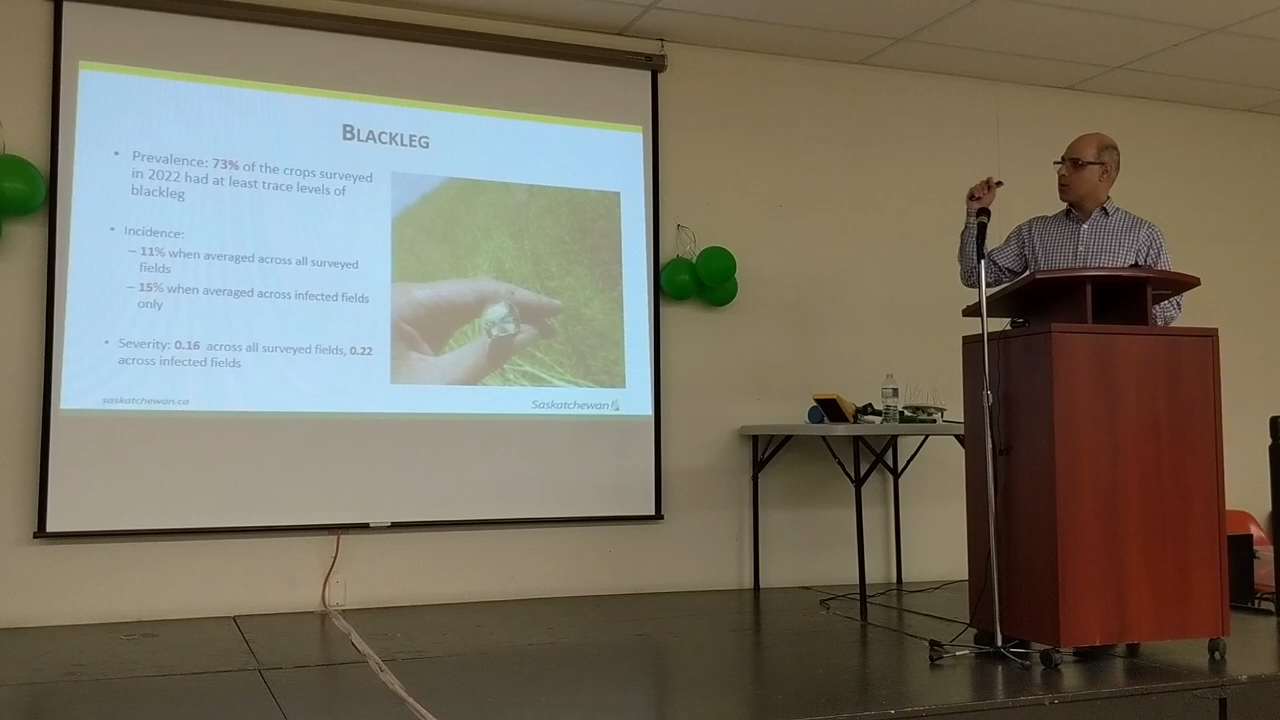 BLACKLEG
• Prevalence: 73% of the crops surveyed
in 2022 had at least trace levels of
blackleg
• Incidence:
– 11% when averaged across all surveyed
fields
– 15% when averaged across infected fields
only
• Severity: 0.16 across all surveyed fields, 0.22
across infected fields
saskatchewan.ca
Saskatchewan